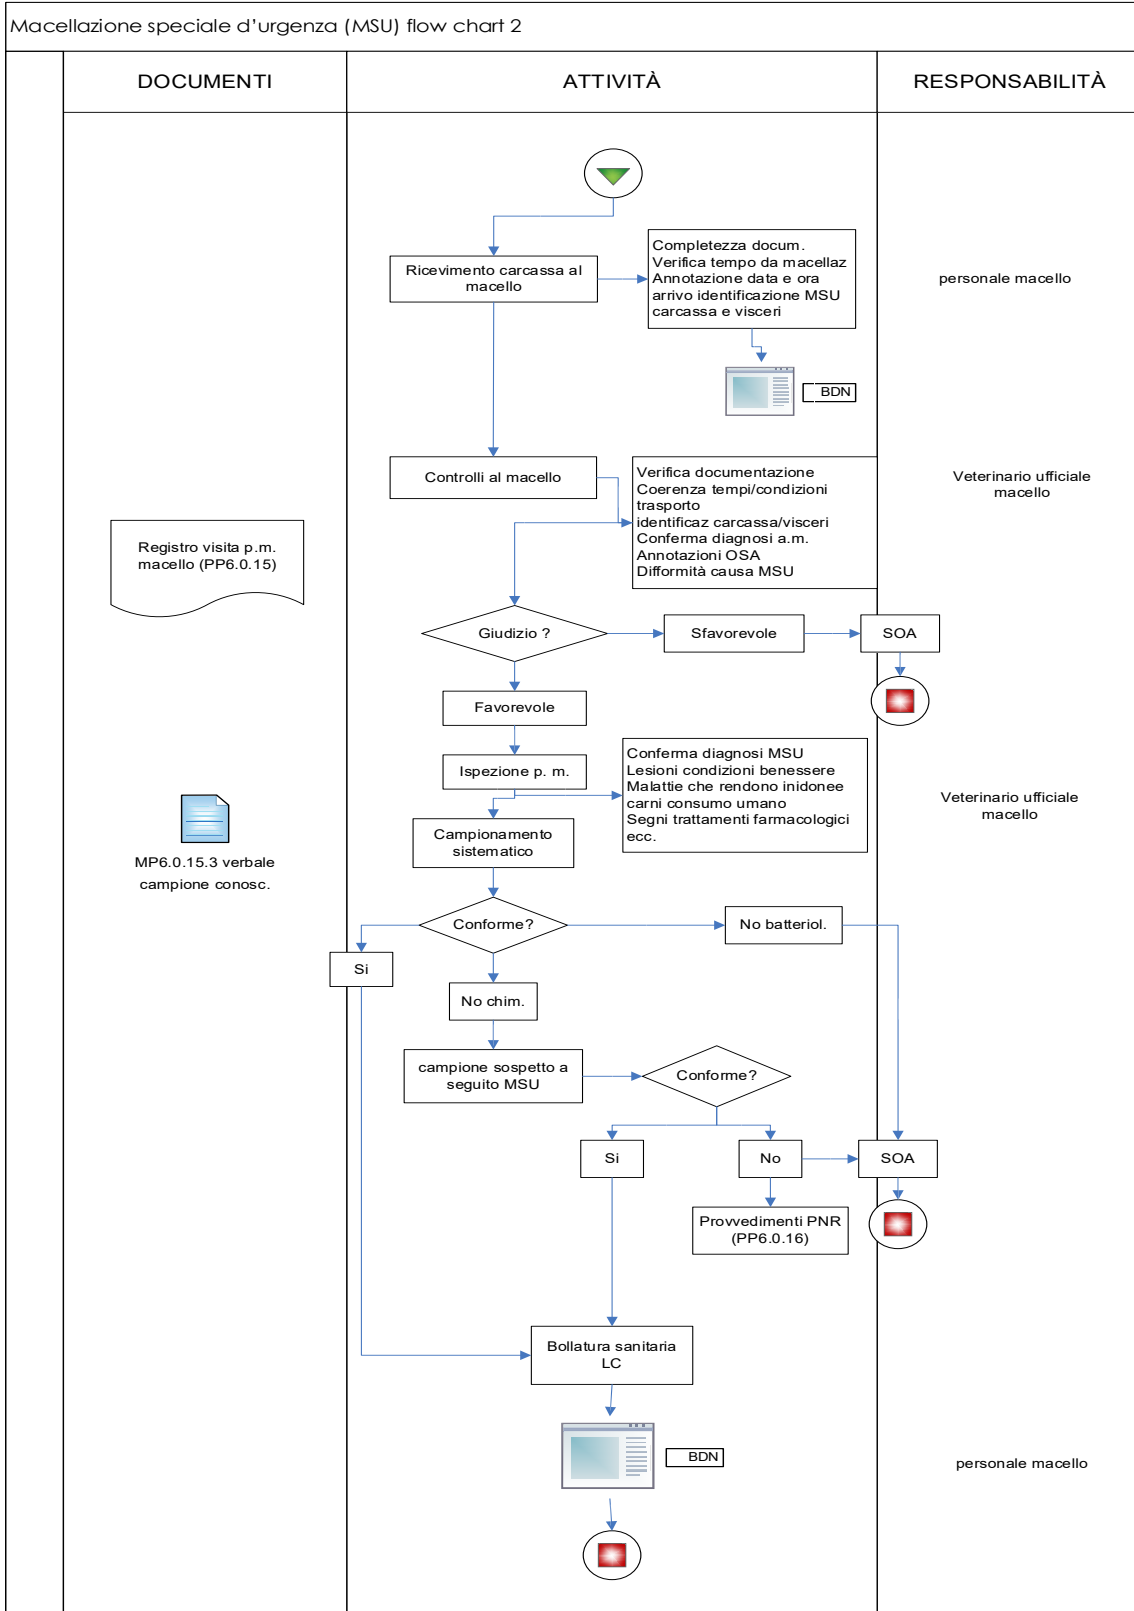 Macellazione speciale d'urgenza (MSU) flow chart 2
DOCUMENTI
ATTIVITÀ
RESPONSABILITÀ
Ricevimento carcassa al
macello
Completezza docum.
Verifica tempo da macellaz
Annotazione data e ora
arrivo identificazione MSU
carcassa e visceri
personale macello
BDN
Controlli al macello
Verifica documentazione
Coerenza tempi/condizioni
trasporto
identificaz carcassa/visceri
Conferma diagnosi a.m.
Annotazioni OSA
Difformità causa MSU
Veterinario ufficiale
macello
Registro visita p.m.
macello (PP6.0.15)
Giudizio ?
Sfavorevole
SOA
Favorevole
Ispezione p. m.
Conferma diagnosi MSU
Lesioni condizioni benessere
Malattie che rendono inidonee
carni consumo umano
Segni trattamenti farmacologici
ecc.
Veterinario ufficiale
macello
Campionamento
sistematico
MP6.0.15.3 verbale
campione conosc.
Conforme?
No batteriol.
Si
No chim.
campione sospetto a
seguito MSU
Conforme?
Si
No
SOA
Provvedimenti PNR
(PP6.0.16)
Bollatura sanitaria
LC
BDN
personale macello